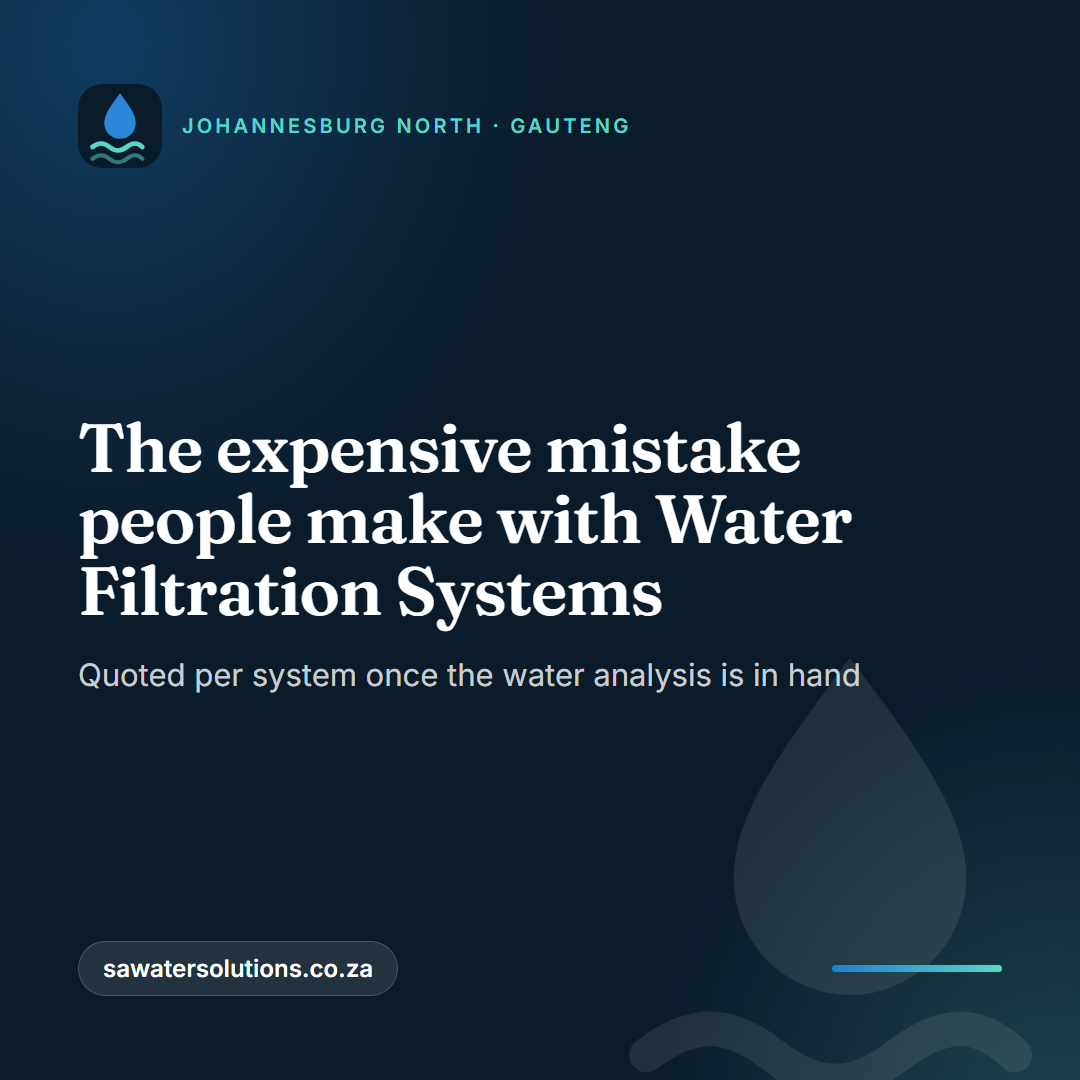 JOHANNESBURG NORTH · GAUTENG
The expensive mistake
people make with Water
Filtration Systems
Quoted per system once the water analysis is in hand
sawatersolutions.co.za